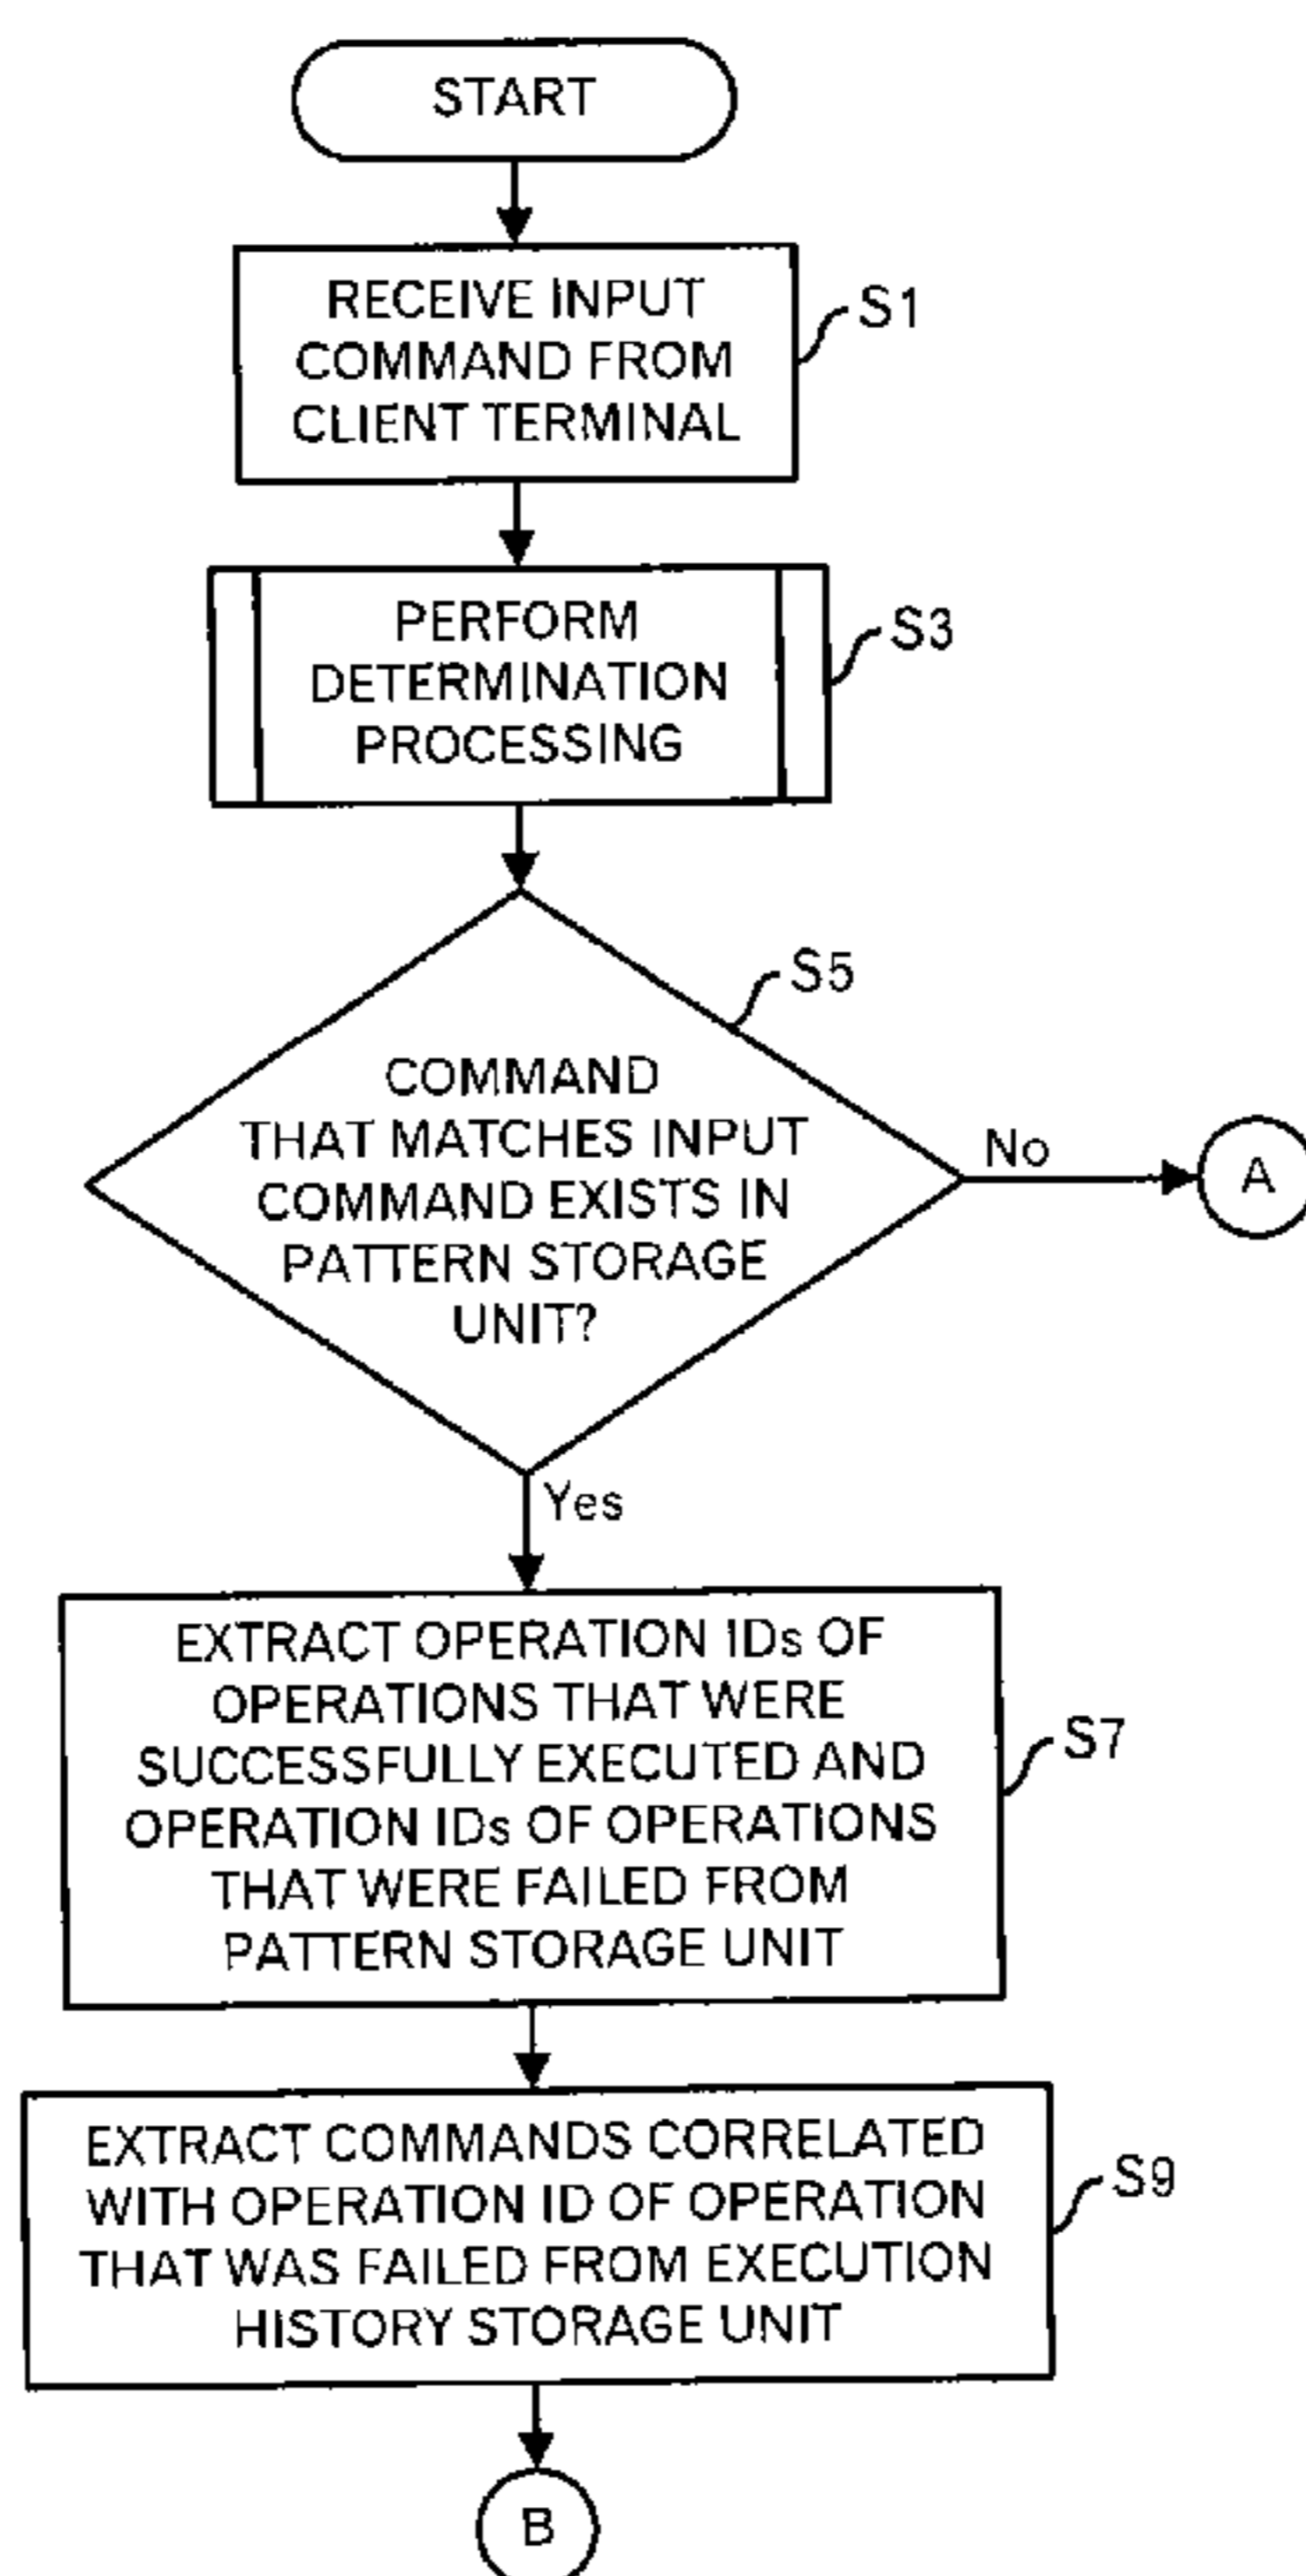 START
RECEIVE INPUT
COMMAND FROM
CLIENT TERMINAL
S1
PERFORM
DETERMINATION
PROCESSING
S3
S5
COMMAND
THAT MATCHES INPUT
COMMAND EXISTS IN
PATTERN STORAGE
UNIT?
No
A
Yes
EXTRACT OPERATION IDs OF
OPERATIONS THAT WERE
SUCCESSFULLY EXECUTED AND
OPERATION IDs OF OPERATIONS
THAT WERE FAILED FROM
PATTERN STORAGE UNIT
S7
EXTRACT COMMANDS CORRELATED
WITH OPERATION ID OF OPERATION
THAT WAS FAILED FROM EXECUTION
HISTORY STORAGE UNIT
S9
B